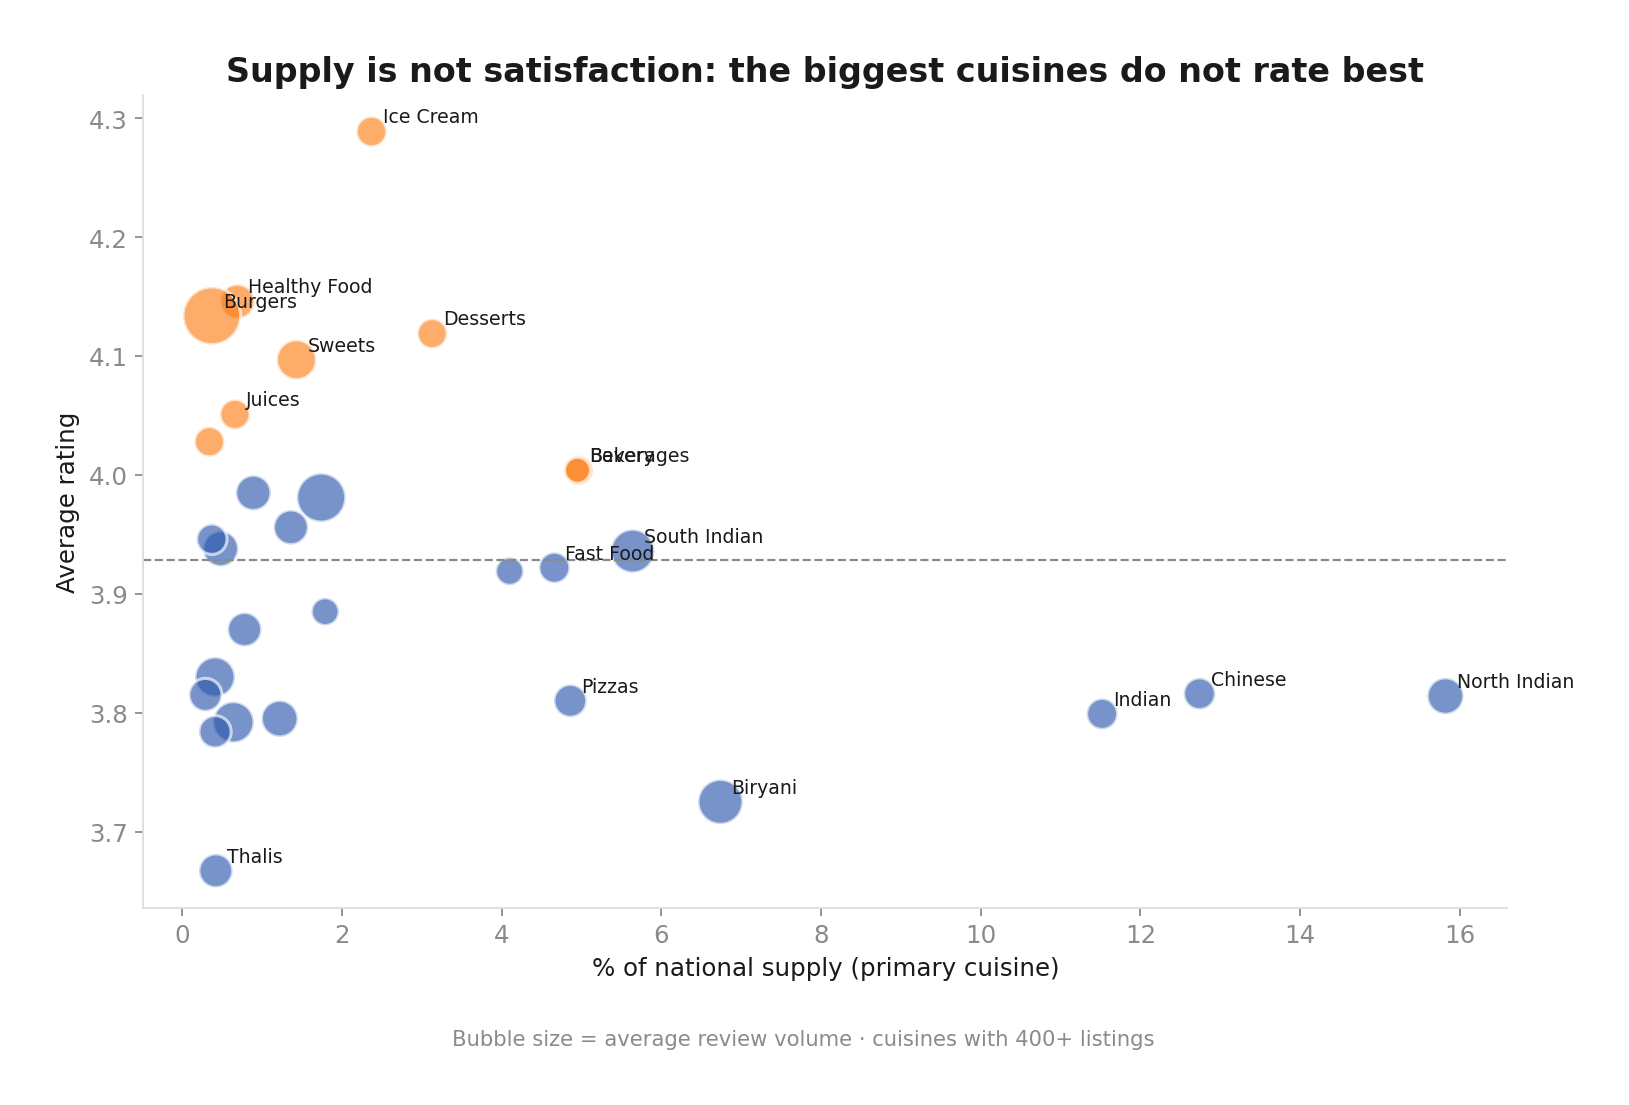 Supply is not satisfaction: the biggest cuisines do not rate best
4.3
4.2
4.1
4.0
3.9
3.8
3.7
Average rating
Ice Cream
Healthy Food
Burgers
Desserts
Sweets
Juices
Bakery
Beverages
South Indian
Fast Food
Pizzas
Chinese
North Indian
Indian
Biryani
Thalis
0 2 4 6 8 10 12 14 16
% of national supply (primary cuisine)
Bubble size = average review volume · cuisines with 400+ listings